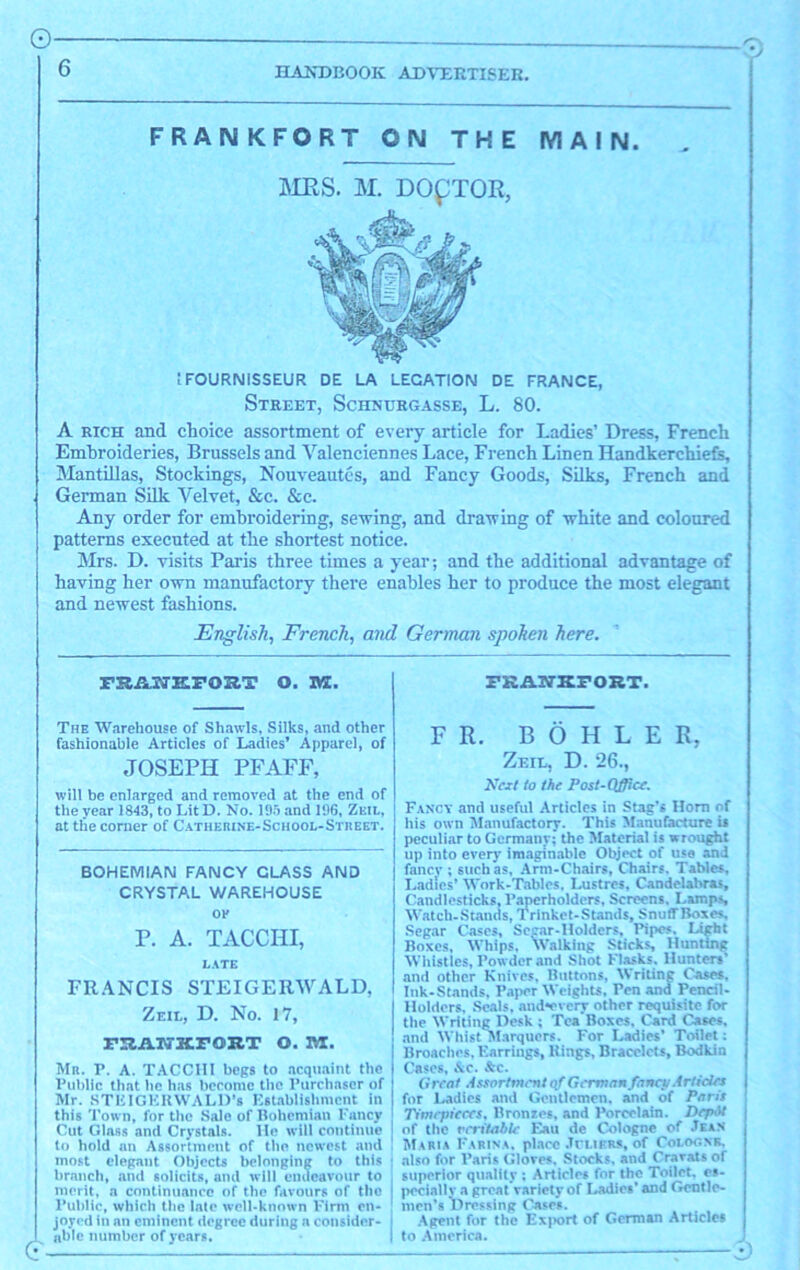 6
HANDBOOK ADVERTISER.
FRANKFORT ON THE MAIN.
MRS. M. DOCTOR,
FOURNISSEUR DE LA LEGATION DE FRANCE,
STREET, SCHNURGASSE, L. 80.
A RICH and choice assortment of every article for Ladies' Dress, French
Embroideries, Brussels and Valenciennes Lace, French Linen Handkerchiefs,
Mantillas, Stockings, Nouveautés, and Fancy Goods, Silks, French and
German Silk Velvet, &c. &c.
Any order for embroidering, sewing, and drawing of white and coloured
patterns executed at the shortest notice.
Mrs. D. visits Paris three times a year; and the additional advantage of
having her own manufactory there enables her to produce the most elegant
and newest fashions.
English, French, and German spoken here.
FRANKFORT O. M.
THE Warehouse of Shawls, Silks, and other
fashionable Articles of Ladies' Apparel, of
JOSEPH PFAFF,
will be enlarged and removed at the end of
the year 1843, to Lit D. No. 195 and 196, ZEIL,
at the corner of CATHERINE-SCHOOL-STREET.
BOHEMIAN FANCY GLASS AND
CRYSTAL WAREHOUSE
OF
P. A. TACCHI,
LATE
FRANCIS STEIGERWALD,
ZEIL, D. No. 17,
FRANKFORT O. M.
MR. P. A. TACCHI begs to acquaint the
Public that he has become the Purchaser of
Mr. STEIGERWALD's Establishment in
this Town, for the Sale of Bohemian Fancy
Cut Glass and Crystals. He will continue
to hold an Assortment of the newest and
most elegant Objects belonging to this
branch, and solicits, and will endeavour to
merit, a continuance of the favours of the
Public, which the late well-known Firm en-
joyed in an eminent degree during a consider-
able number of years.
FRANKFORT.
FR. BÖHLER,
ZEIL, D. 26.,
Next to the Post-Office.
FANCY and useful Articles in Stag's Horn of
his own Manufactory. This Manufacture is
peculiar to Germany; the Material is wrought
up into every imaginable Object of use and
fancy; such as, Arm-Chairs, Chairs, Tables,
Ladies' Work-Tables, Lustres, Candelabras,
Candlesticks, Paperholders, Screens, Lamps,
Watch-Stands, Trinket-Stands, Snuff Boxes,
Segar Cases, Segar-Holders, Pipes, Light
Boxes, Whips, Walking Sticks, Hunting
Whistles, Powder and Shot Flasks, Hunters'
and other Knives, Buttons, Writing Cases,
Ink-Stands, Paper Weights, Pen and Pencil-
Holders, Seals, and every other requisite for
the Writing Desk; Tea Boxes, Card Cases,
and Whist Marquers. For Ladies' Toilet:
Broaches, Earrings, Rings, Bracelets, Bodkin
Cases, &c. &c.
Great Assortment of German fancy Articles
for Ladies and Gentlemen, and of Paris
Timepieces, Bronzes, and Porcelain. Depôt
of the veritable Eau de Cologne of JEAN
MARIA FARINA, place JULIERS, of COLOGNE,
also for Paris Gloves, Stocks, and Cravats of
superior quality; Articles for the Toilet, es-
pecially a great variety of Ladies' and Gentle-
men's Dressing Cases.
Agent for the Export of German Articles
to America.